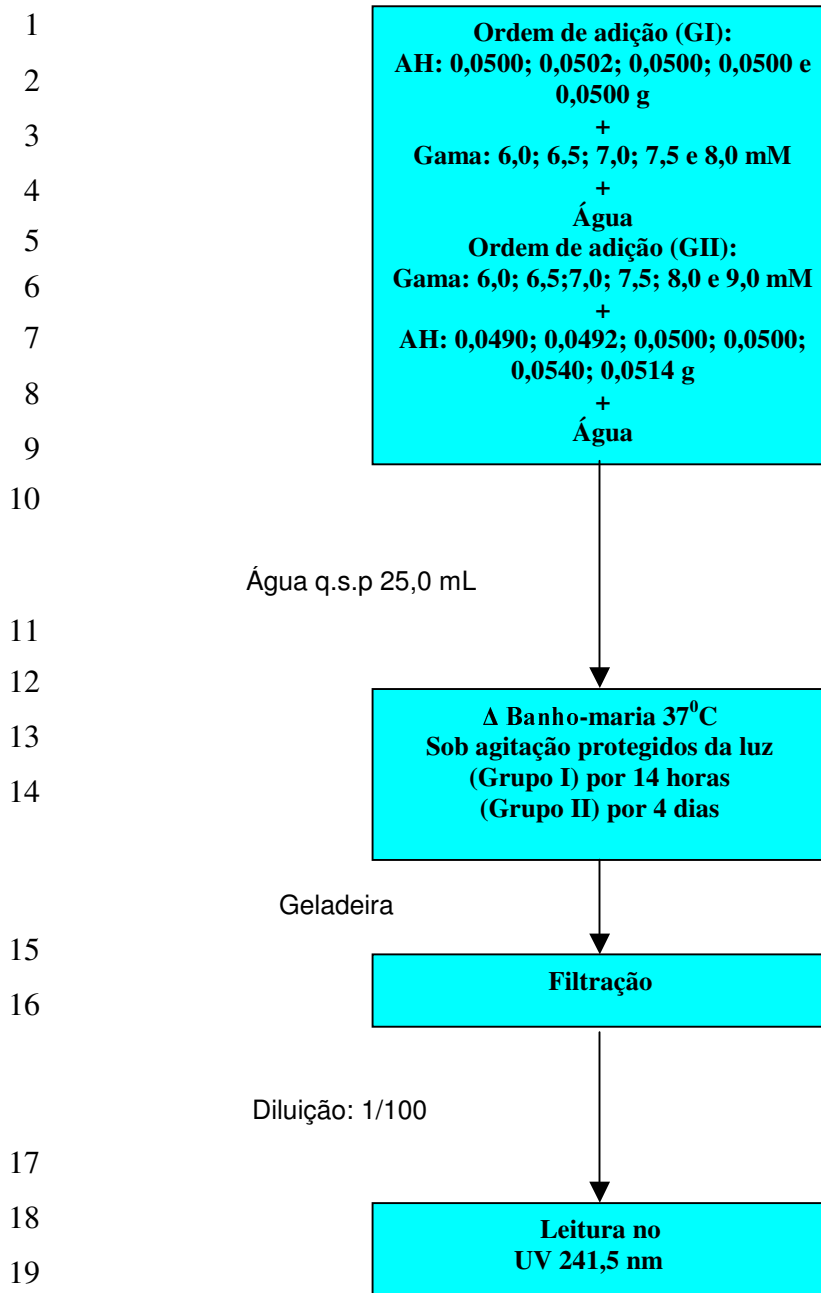 1
Ordem de adição (GI):
2
AH: 0,0500; 0,0502; 0,0500; 0,0500 e
0,0500 g
3
+
Gama: 6,0; 6,5; 7,0; 7,5 e 8,0 mM
4
+
Água
5
Ordem de adição (GII):
6
Gama: 6,0; 6,5;7,0; 7,5; 8,0 e 9,0 mM
+
7
AH: 0,0490; 0,0492; 0,0500; 0,0500;
0,0540; 0,0514 g
8
+
9
Água
10
Água q.s.p 25,0 mL
11
12
Δ Banho-maria 37⁰C
13
Sob agitação protegidos da luz
(Grupo I) por 14 horas
14
(Grupo II) por 4 dias
Geladeira
15
Filtração
16
Diluição: 1/100
17
18
Leitura no
UV 241,5 nm
19